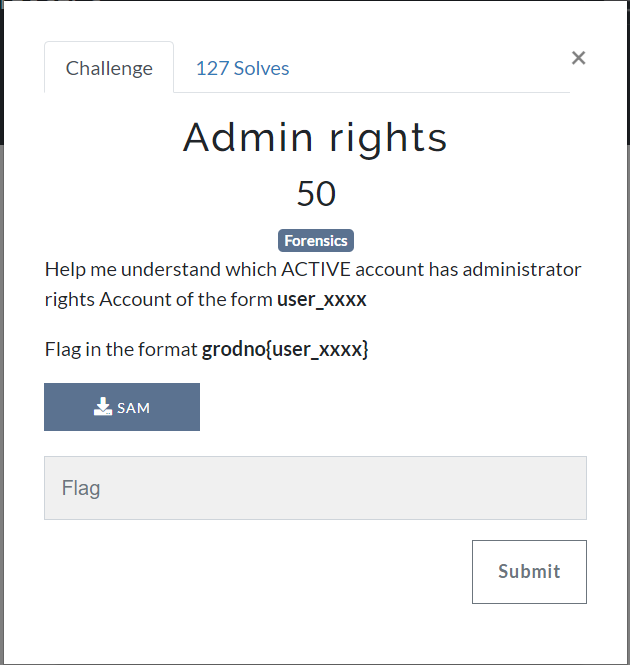 Challenge
127 Solves
×
Admin rights
50
Forensics
Help me understand which ACTIVE account has administrator
rights Account of the form user_xxxx
Flag in the format grodno{user_xxxx}
SAM
Flag
Submit